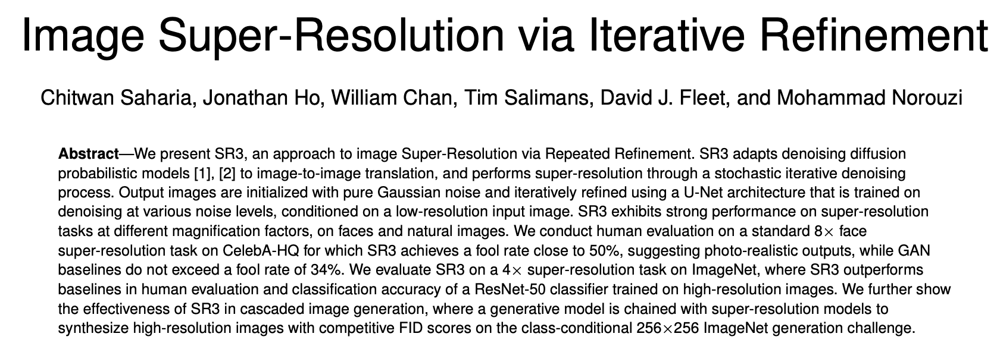 Image Super-Resolution via Iterative Refinement
Chitwan Saharia, Jonathan Ho, William Chan, Tim Salimans, David J. Fleet, and Mohammad Norouzi
Abstract—We present SR3, an approach to image Super-Resolution via Repeated Refinement. SR3 adapts denoising diffusion
probabilistic models [1], [2] to image-to-image translation, and performs super-resolution through a stochastic iterative denoising
process. Output images are initialized with pure Gaussian noise and iteratively refined using a U-Net architecture that is trained on
denoising at various noise levels, conditioned on a low-resolution input image. SR3 exhibits strong performance on super-resolution
tasks at different magnification factors, on faces and natural images. We conduct human evaluation on a standard 8× face
super-resolution task on CelebA-HQ for which SR3 achieves a fool rate close to 50%, suggesting photo-realistic outputs, while GAN
baselines do not exceed a fool rate of 34%. We evaluate SR3 on a 4× super-resolution task on ImageNet, where SR3 outperforms
baselines in human evaluation and classification accuracy of a ResNet-50 classifier trained on high-resolution images. We further show
the effectiveness of SR3 in cascaded image generation, where a generative model is chained with super-resolution models to
synthesize high-resolution images with competitive FID scores on the class-conditional 256×256 ImageNet generation challenge.